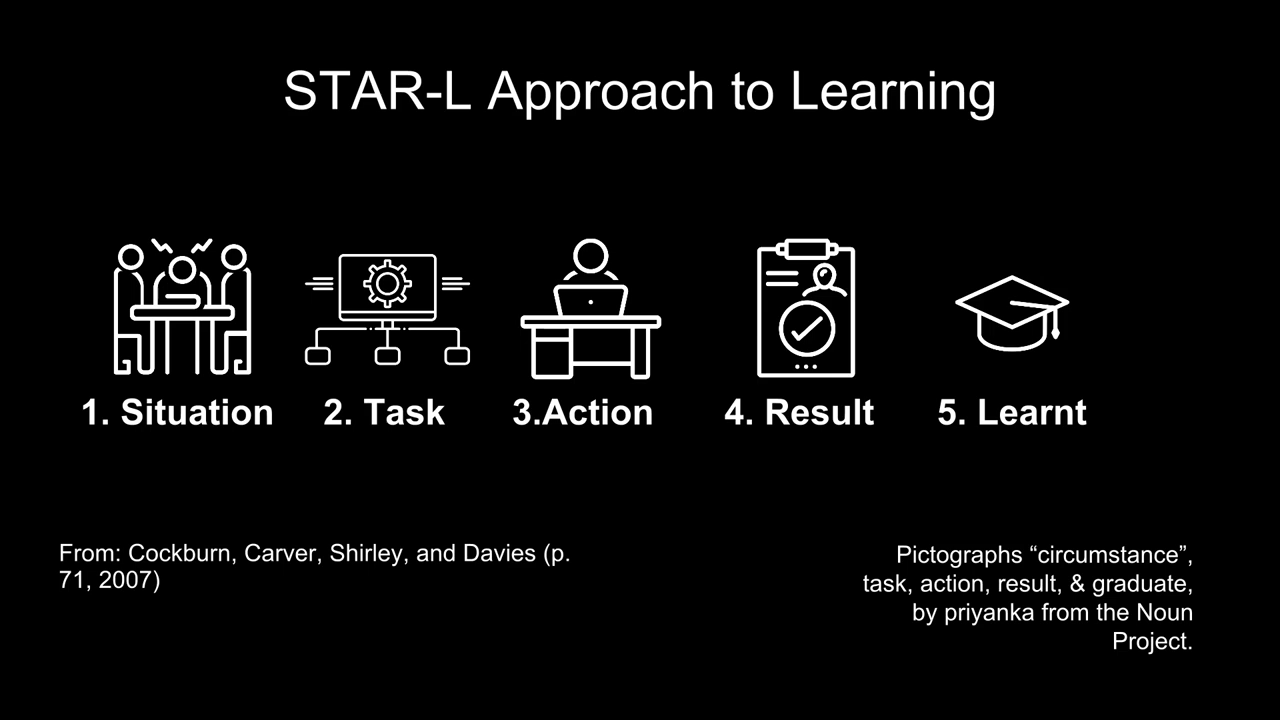 STAR-L Approach to Learning
1. Situation
2. Task
3.Action
4. Result
5. Learnt
From: Cockburn, Carver, Shirley, and Davies (p.
71, 2007)
Pictographs “circumstance”,
task, action, result, & graduate,
by priyanka from the Noun
Project.